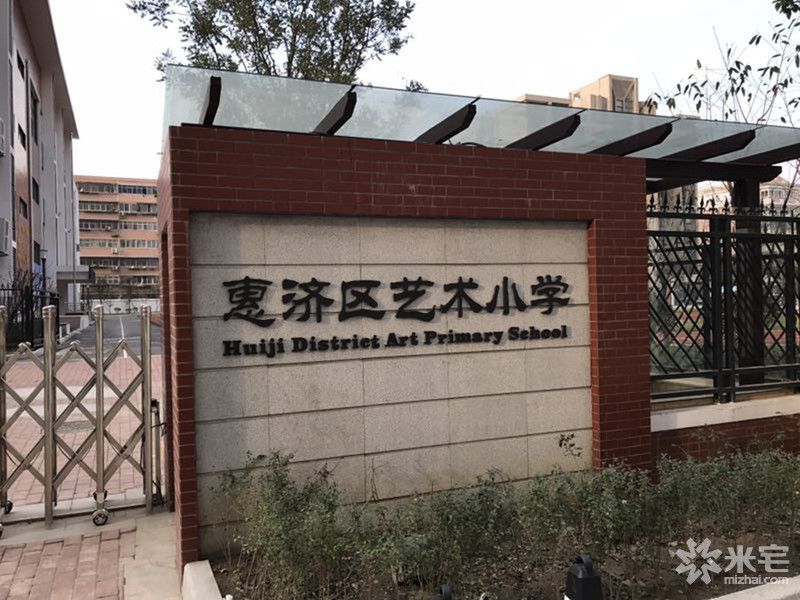 惠济区艺术小学
Huiji District Art Primary School
米宅
mizhai.com